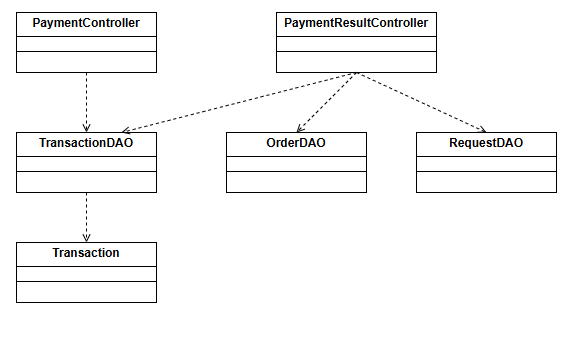 PaymentController
PaymentResultController
TransactionDAO
OrderDAO
RequestDAO
Transaction